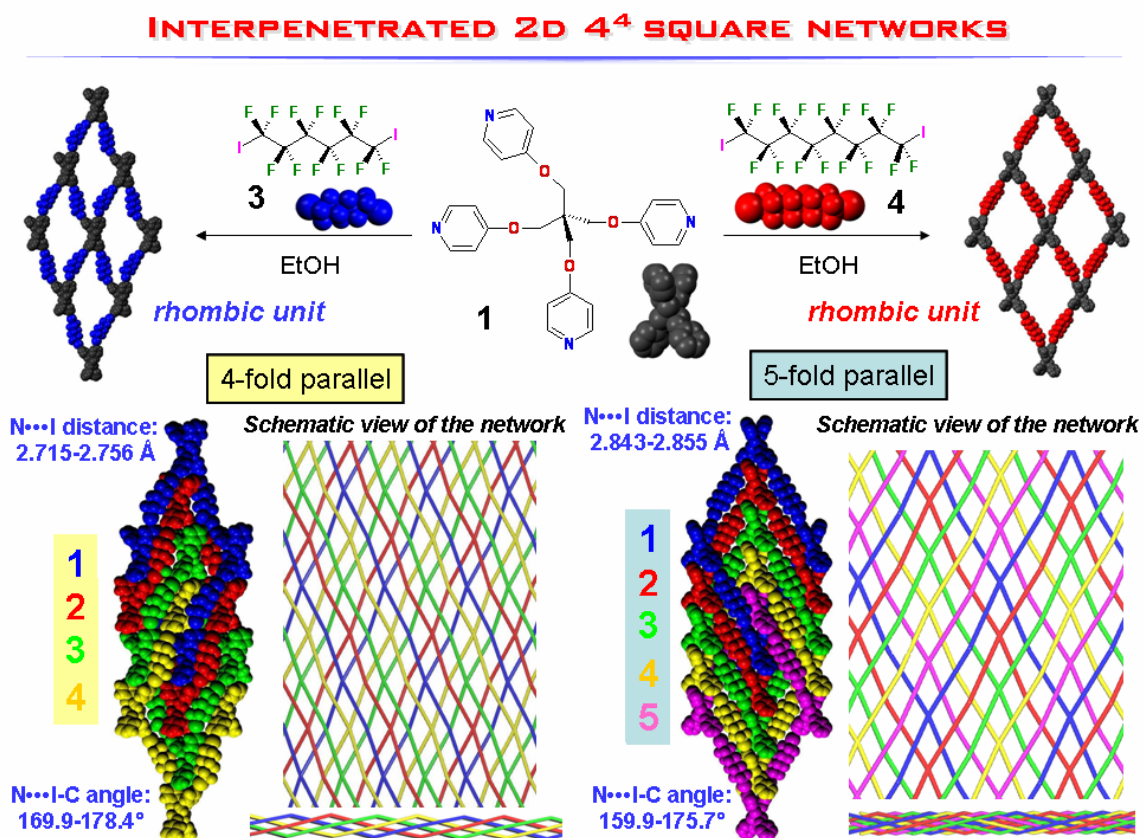 INTERPENETRATED 2D 4⁴ SQUARE NETWORKS
F F F F F F
I
I
F F F F F F
3
EtOH
rhombic unit
N
O
N
O
O
N
O
N
1
F F F F F F F F
I
I
F F F F F F F F
4
EtOH
rhombic unit
4-fold parallel
5-fold parallel
N•••I distance:
2.715-2.756 Å
Schematic view of the network
1
2
3
4
N•••I-C angle:
169.9-178.4°
N•••I distance:
2.843-2.855 Å
Schematic view of the network
1
2
3
4
5
N•••I-C angle:
159.9-175.7°